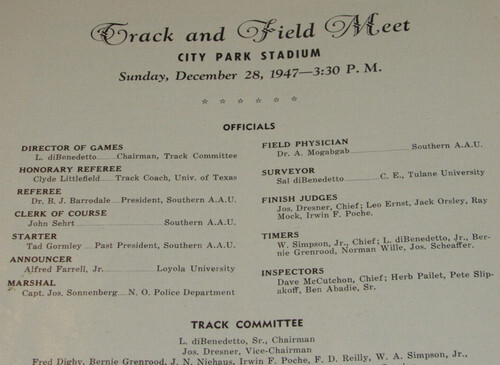 Track and Field Meet
CITY PARK STADIUM
Sunday, December 28, 1947—3:30 P. M.
* * * * * *
OFFICIALS
DIRECTOR OF GAMES
L. diBenedetto Chairman, Track Committee
HONORARY REFEREE
Clyde Littlefield Track Coach, Univ. of Texas
REFEREE
Dr. B. J. Barrodale President, Southern A.A.U.
CLERK OF COURSE
John Sehrt Southern A.A.U.
STARTER
Tad Gormley Past President, Southern A.A.U.
ANNOUNCER
Alfred Farrell, Jr. Loyola University
MARSHAL
Capt. Jos. Sonnenberg N. O. Police Department
FIELD PHYSICIAN
Dr. A. Mogabgab Southern A.A.U.
SURVEYOR
Sal diBenedetto C. E., Tulane University
FINISH JUDGES
Jos. Dresner, Chief; Leo Ernst, Jack Orsley, Ray
Mock, Irwin F. Poche.
TIMERS
W. Simpson, Jr., Chief; L. diBenedetto, Jr., Ber-
nie Grenrood, Norman Wille, Jos. Scheaffer.
INSPECTORS
Dave McCutchon, Chief; Herb Pailet, Pete Slip-
akoff, Ben Abadie, Sr.
TRACK COMMITTEE
L. diBenedetto, Sr., Chairman
Jos. Dresner, Vice-Chairman
Fred Digby, Bernie Grenrood, J. N. Niehaus, Irwin F. Poche, F. D. Reilly, W. A. Simpson, Jr.,